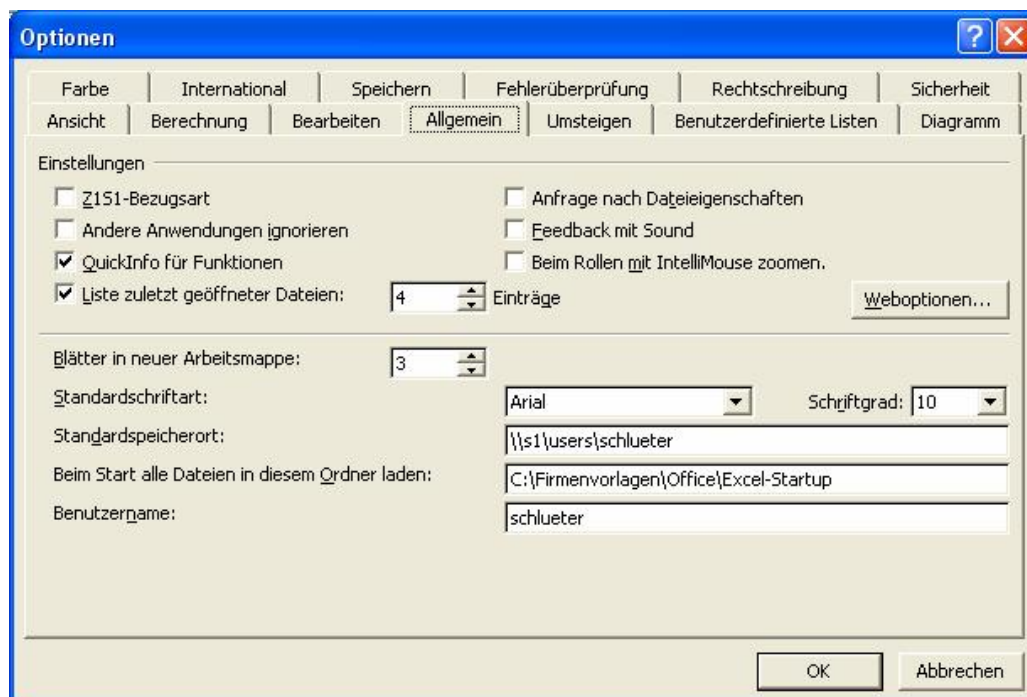 Optionen
Farbe International Speichern Fehlerüberprüfung Rechtschreibung Sicherheit
Ansicht Berechnung Bearbeiten Allgemein Umsteigen Benutzerdefinierte Listen Diagramm
Einstellungen
Z1S1-Bezugsart Anfrage nach Dateieigenschaften
Andere Anwendungen ignorieren Feedback mit Sound
QuickInfo für Funktionen Beim Rollen mit IntelliMouse zoomen.
Liste zuletzt geöffneter Dateien: 4 Einträge Weboptionen...
Blätter in neuer Arbeitsmappe: 3
Standardschriftart: Arial Schriftgrad: 10
Standardspeicherort: \\s1\users\schlueter
Beim Start alle Dateien in diesem Ordner laden: C:\Firmenvorlagen\Office\Excel-Startup
Benutzername: schlueter
OK Abbrechen